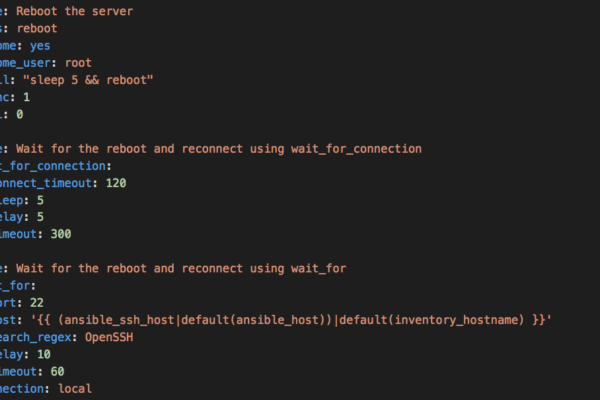 e: Reboot the server
s: reboot
ome: yes
ome_user: root
ll: "sleep 5 && reboot"
nc: 1
l: 0
e: Wait for the reboot and reconnect using wait_for_connection
t_for_connection:
onnect_timeout: 120
leep: 5
elay: 5
imeout: 300
e: Wait for the reboot and reconnect using wait_for
t_for:
ort: 22
ost: '{{ (ansible_ssh_host|default(ansible_host))|default(inventory_hostname) }}'
earch_regex: OpenSSH
elay: 10
imeout: 60
nection: local